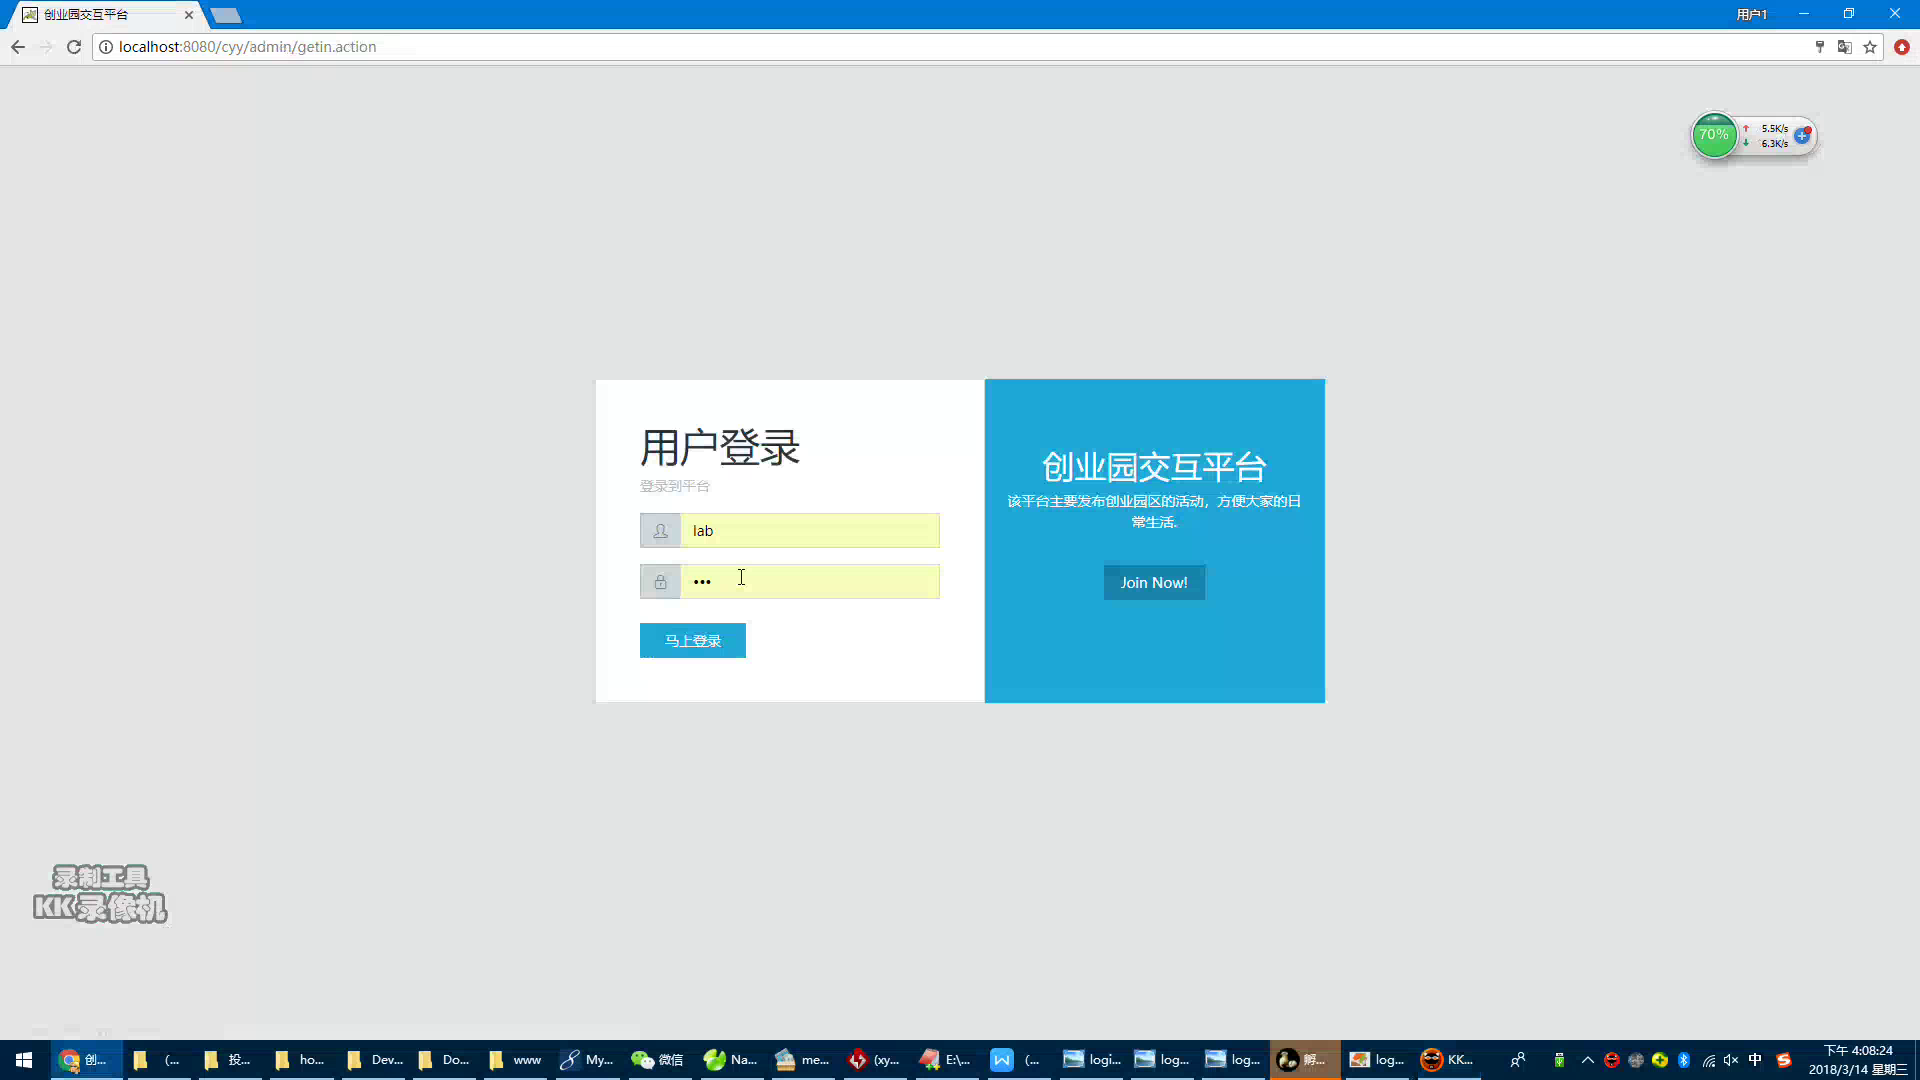 创业园交互平台
用户1
localhost:8080/cyy/admin/getin.action
70%
5.5K/s
6.3K/s
用户登录
登录到平台
lab
•••
马上登录
创业园交互平台
该平台主要发布创业园区的活动，方便大家的日
常生活.
Join Now!
录制工具
KK录像机
创...
(...
投...
ho...
Dev...
Do...
www
My...
微信
Na...
me...
(xy...
E:\...
(...
logi...
log...
log...
孵...
log...
KK...
中
下午 4:08:24
2018/3/14 星期三